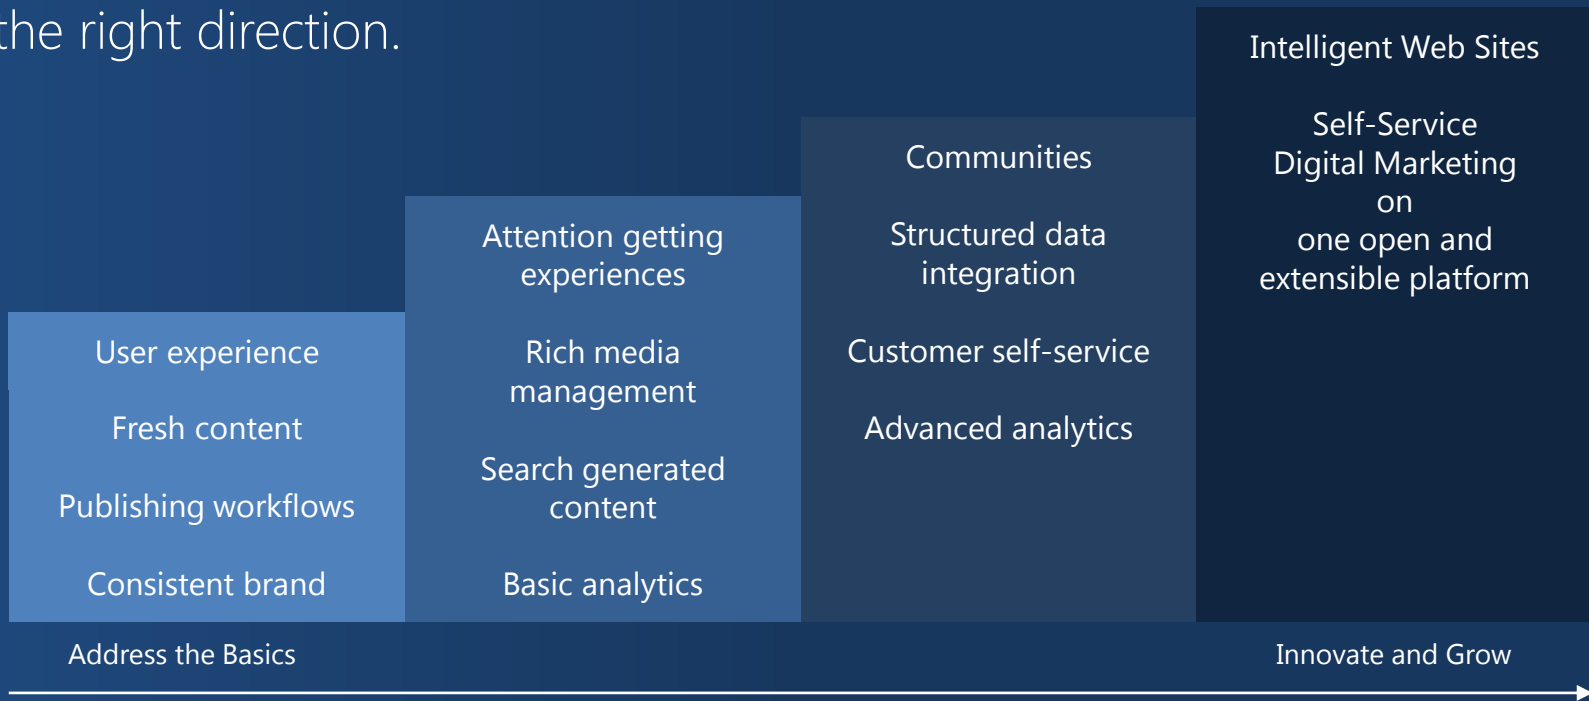 the right direction.
User experience
Fresh content
Publishing workflows
Consistent brand
Attention getting
experiences
Rich media
management
Search generated
content
Basic analytics
Communities
Structured data
integration
Customer self-service
Advanced analytics
Intelligent Web Sites
Self-Service
Digital Marketing
on
one open and
extensible platform
Address the Basics
Innovate and Grow